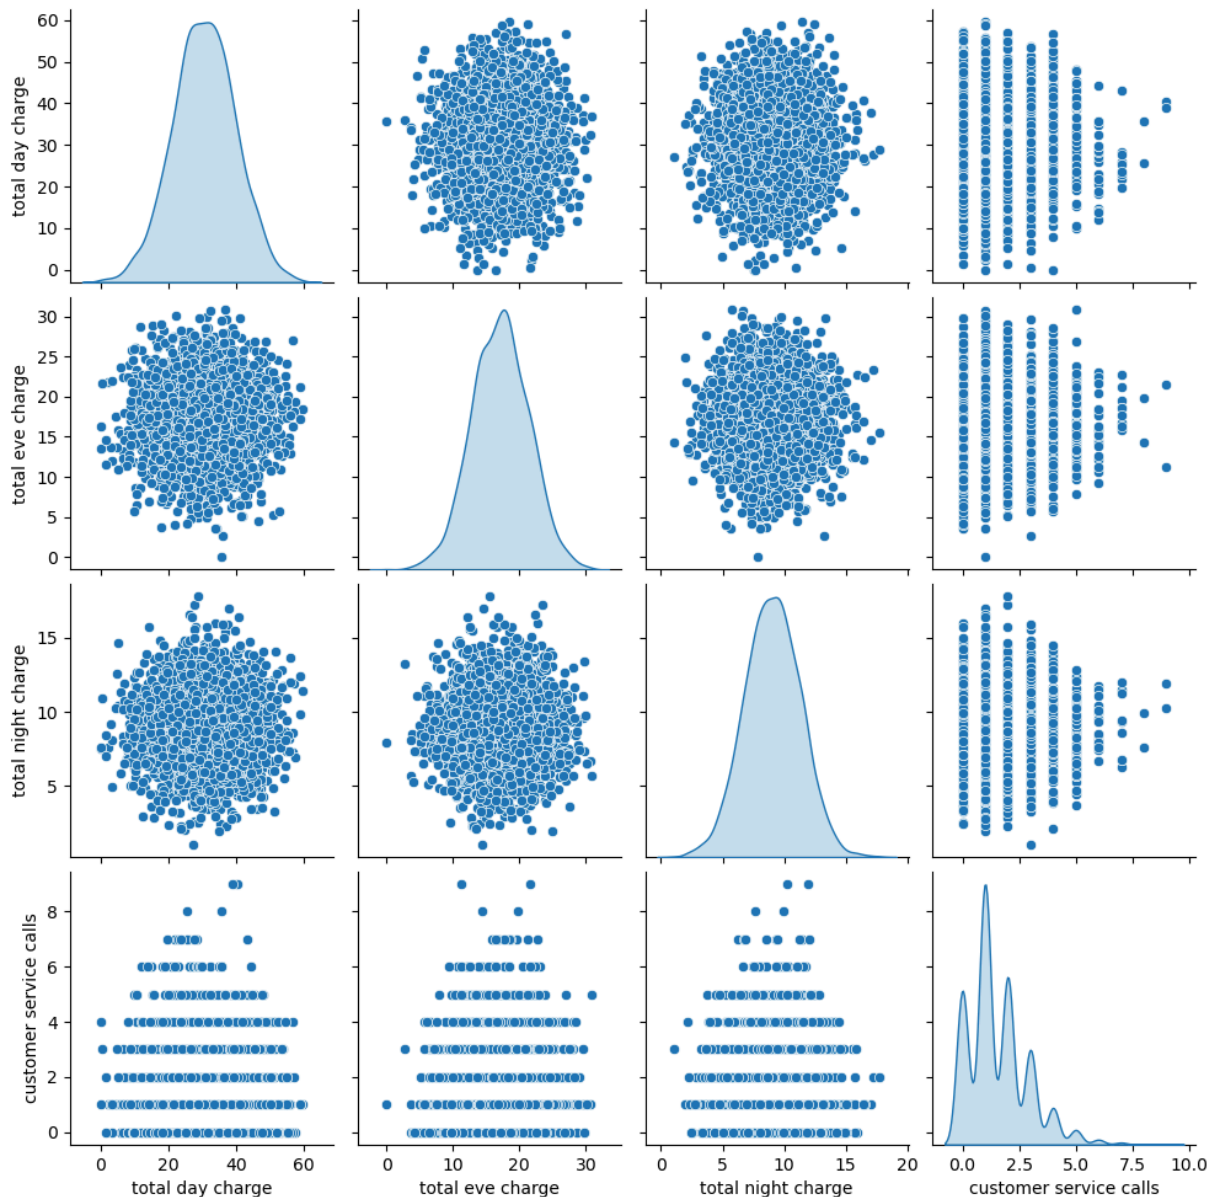 60
50
40
30
20
10
0
total day charge
30
25
20
15
10
5
0
total eve charge
15
10
5
total night charge
8
6
4
2
0
customer service calls
0 20 40 60
total day charge
0 10 20 30
total eve charge
0 5 10 15 20
total night charge
0.0 2.5 5.0 7.5 10.0
customer service calls